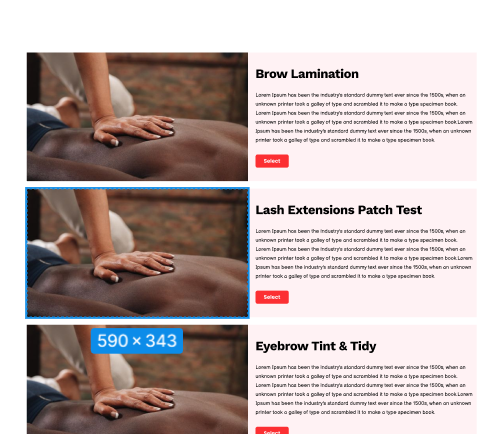 Brow Lamination
Lorem Ipsum has been the industry's standard dummy text ever since the 1500s, when an
unknown printer took a galley of type and scrambled it to make a type specimen book.
Lorem Ipsum has been the industry's standard dummy text ever since the 1500s, when an
unknown printer took a galley of type and scrambled it to make a type specimen book.Lorem
Ipsum has been the industry's standard dummy text ever since the 1500s, when an unknown
printer took a galley of type and scrambled it to make a type specimen book.
Select
Lash Extensions Patch Test
Lorem Ipsum has been the industry's standard dummy text ever since the 1500s, when an
unknown printer took a galley of type and scrambled it to make a type specimen book.
Lorem Ipsum has been the industry's standard dummy text ever since the 1500s, when an
unknown printer took a galley of type and scrambled it to make a type specimen book.Lorem
Ipsum has been the industry's standard dummy text ever since the 1500s, when an unknown
printer took a galley of type and scrambled it to make a type specimen book.
Select
590 × 343
Eyebrow Tint & Tidy
Lorem Ipsum has been the industry's standard dummy text ever since the 1500s, when an
unknown printer took a galley of type and scrambled it to make a type specimen book.
Lorem Ipsum has been the industry's standard dummy text ever since the 1500s, when an
unknown printer took a galley of type and scrambled it to make a type specimen book.Lorem
Ipsum has been the industry's standard dummy text ever since the 1500s, when an unknown
printer took a galley of type and scrambled it to make a type specimen book.
Select